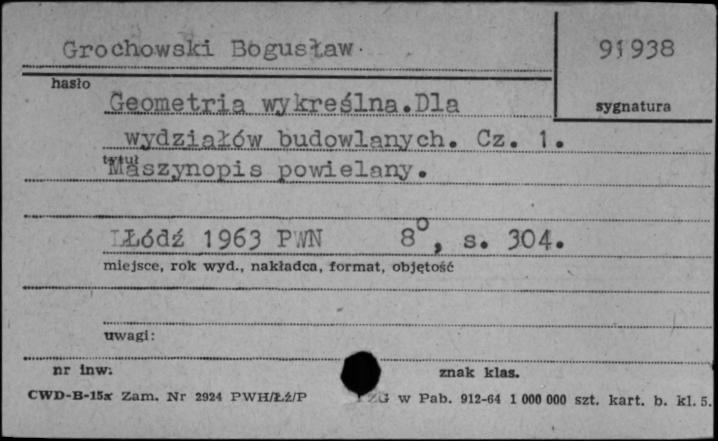 Grochowski Bogusław 91938
hasło
Geometria wykreślna.Dla sygnatura
wydziałów budowlanych. Cz. 1.
tytuł
Maszynopis powielany.
Łódź 1963 PWN 8°, s. 304.
miejsce, rok wyd., nakładca, format, objętość
uwagi:
nr inw. znak klas.
CWD-B-15a Zam. Nr 2924 PWH/Łź/P ZG w Pab. 912-64 1 000 000 szt. kart. b. kl. 5.